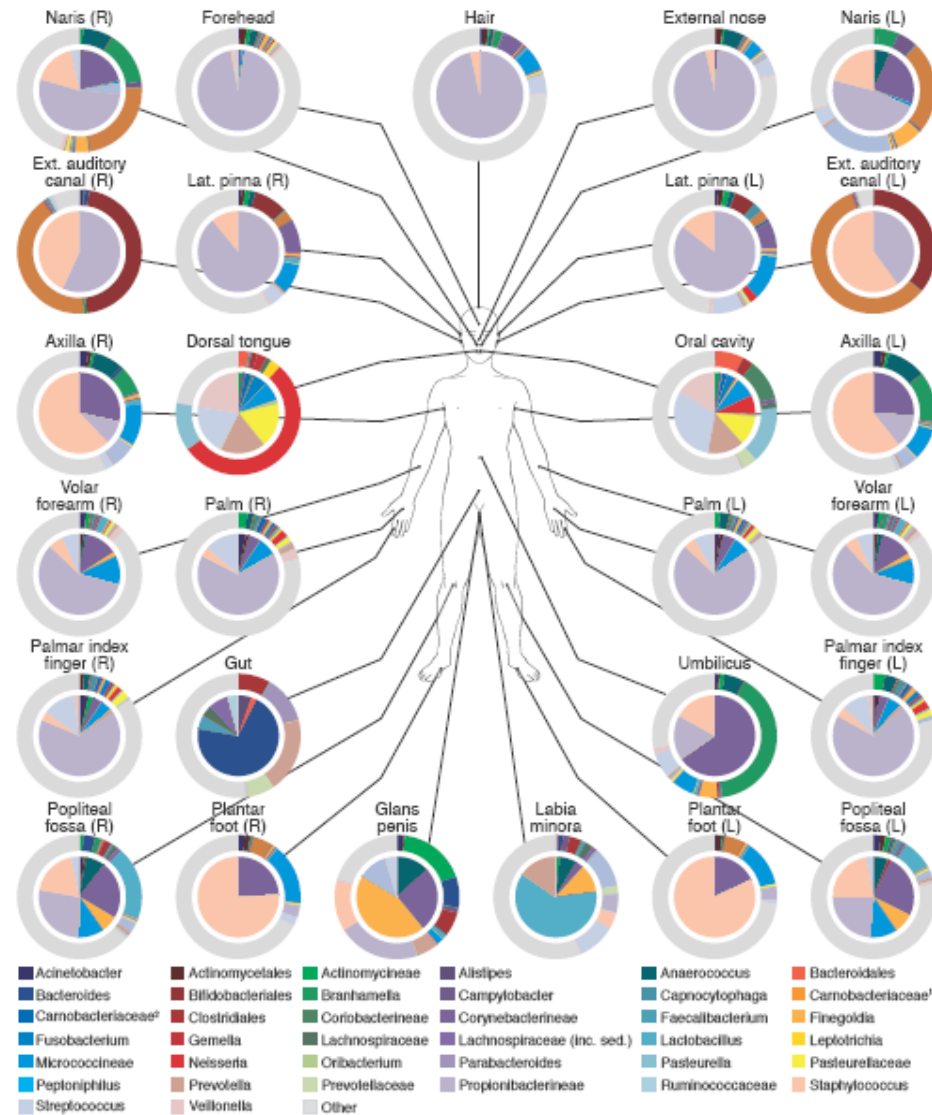 Naris (R)
Forehead
Hair
External nose
Naris (L)
Ext. auditory
canal (R)
Lat. pinna (R)
Lat. pinna (L)
Ext. auditory
canal (L)
Axilla (R)
Dorsal tongue
Oral cavity
Axilla (L)
Volar
forearm (R)
Palm (R)
Palm (L)
Volar
forearm (L)
Palmar index
finger (R)
Gut
Umbilicus
Palmar index
finger (L)
Popliteal
fossa (R)
Plantar
foot (R)
Glans
penis
Labia
minora
Plantar
foot (L)
Popliteal
fossa (L)
Acinetobacter
Actinomycetales
Actinomycineae
Alistipes
Anaerococcus
Bacteroidales
Bacteroides
Bifidobacteriales
Branhamella
Campylobacter
Capnocytophaga
Carnobacteriaceae
Carnobacteriaceae
Clostridiales
Coriobacterineae
Corynebacterineae
Faecalibacterium
Finegoldia
Fusobacterium
Gemella
Lachnospiraceae
Lachnospiraceae (inc. sed.)
Lactobacillus
Leptotrichia
Micrococcineae
Neisseria
Oribacterium
Parabacteroides
Pasteurella
Pasteurellaceae
Peptoniphilus
Prevotella
Prevotellaceae
Propionibacterineae
Ruminococcaceae
Staphylococcus
Streptococcus
Veillonella
Other